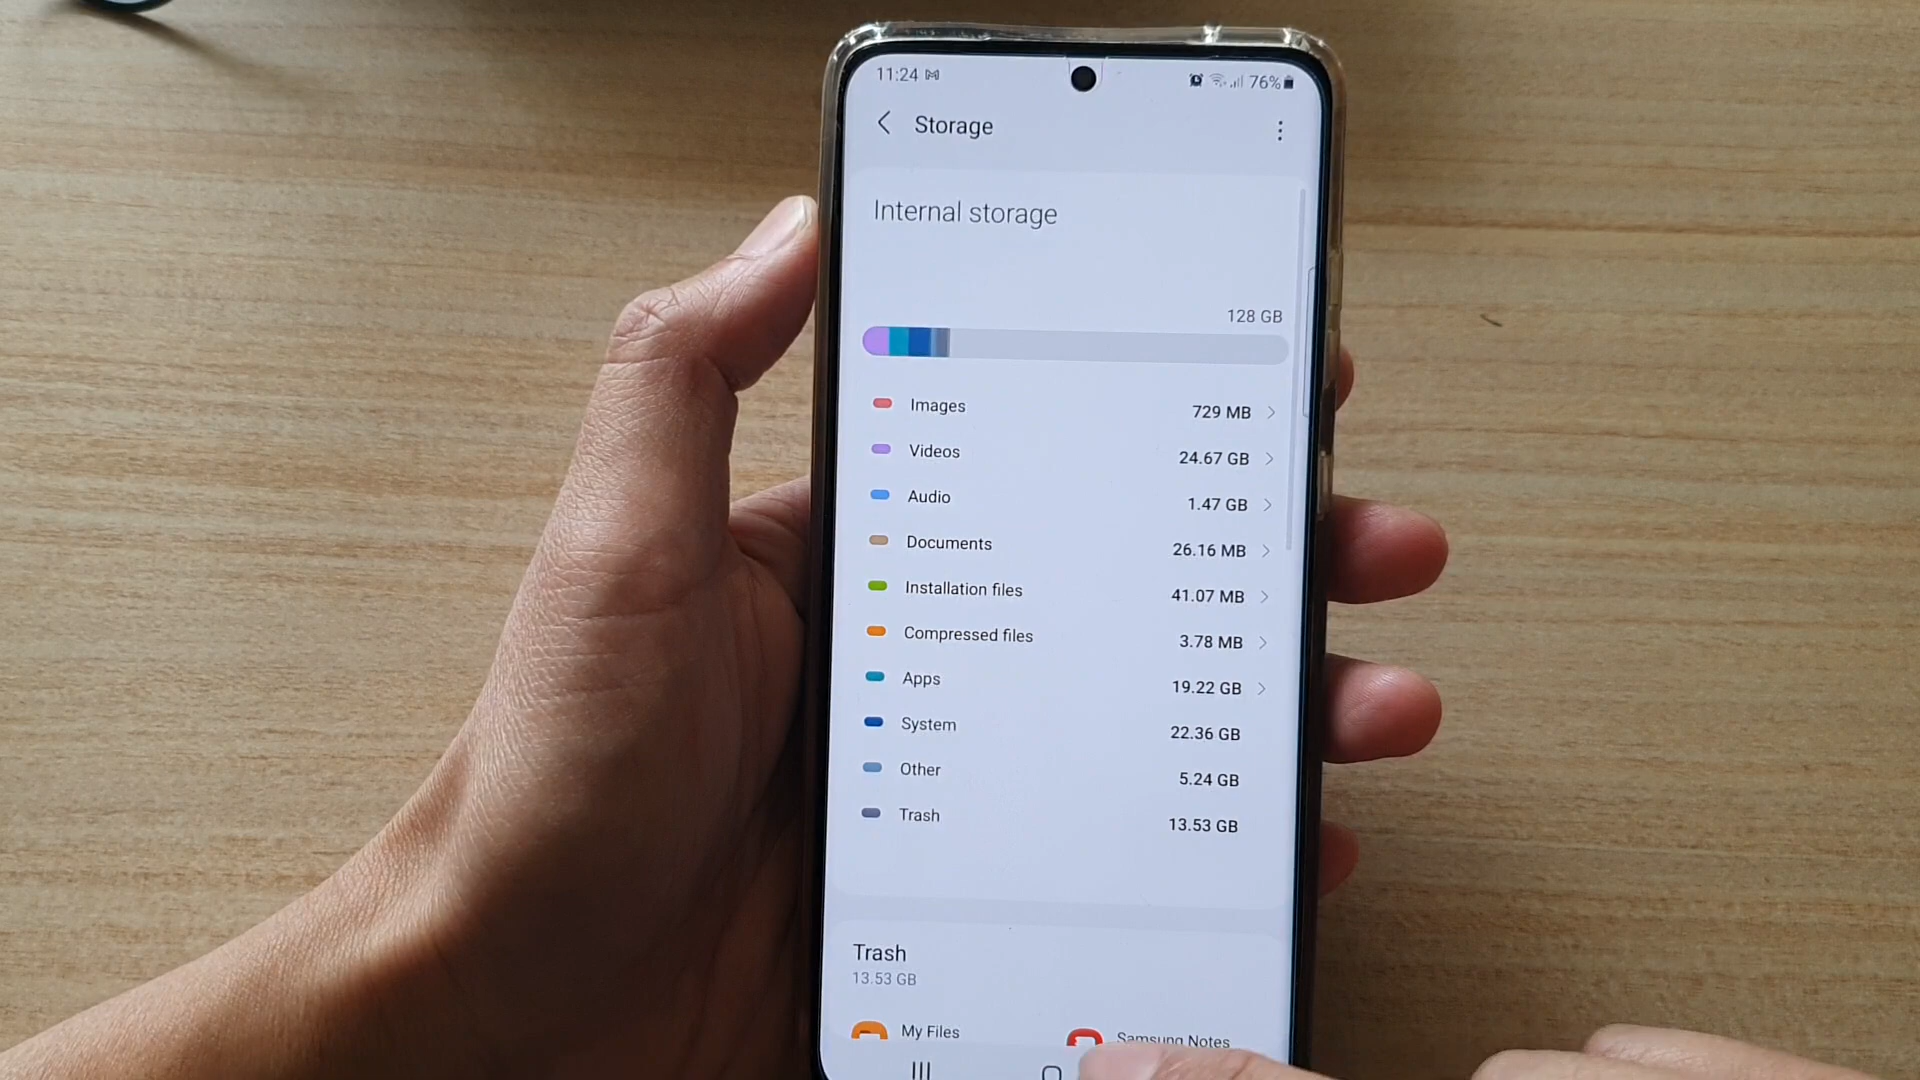 11:24 76%
Storage
Internal storage
128 GB
Images 729 MB
Videos 24.67 GB
Audio 1.47 GB
Documents 26.16 MB
Installation files 41.07 MB
Compressed files 3.78 MB
Apps 19.22 GB
System 22.36 GB
Other 5.24 GB
Trash 13.53 GB
Trash
13.53 GB
My Files Samsung Notes